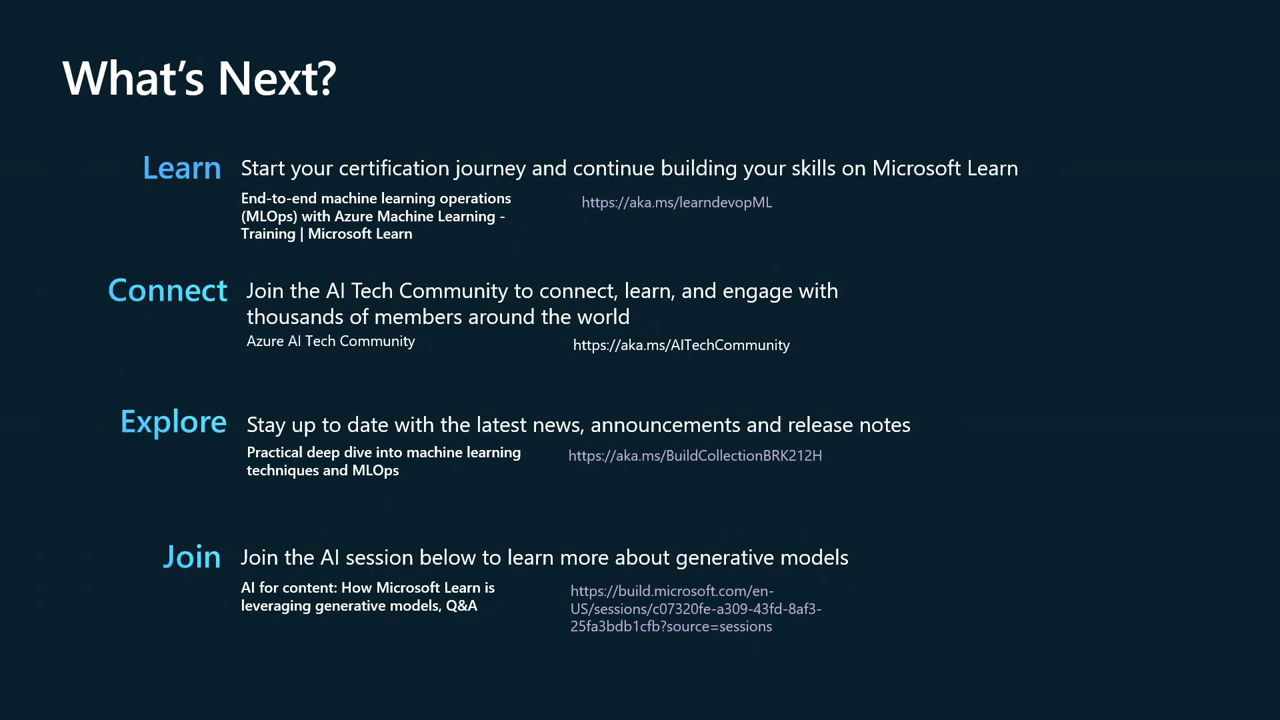 What's Next?
Learn
Start your certification journey and continue building your skills on Microsoft Learn
End-to-end machine learning operations
(MLOps) with Azure Machine Learning -
Training | Microsoft Learn
https://aka.ms/learndevopML
Connect
Join the AI Tech Community to connect, learn, and engage with
thousands of members around the world
Azure AI Tech Community
https://aka.ms/AITechCommunity
Explore
Stay up to date with the latest news, announcements and release notes
Practical deep dive into machine learning
techniques and MLOps
https://aka.ms/BuildCollectionBRK212H
Join
Join the AI session below to learn more about generative models
AI for content: How Microsoft Learn is
leveraging generative models, Q&A
https://build.microsoft.com/en-
US/sessions/c07320fe-a309-43fd-8af3-
25fa3bdb1cfb?source=sessions